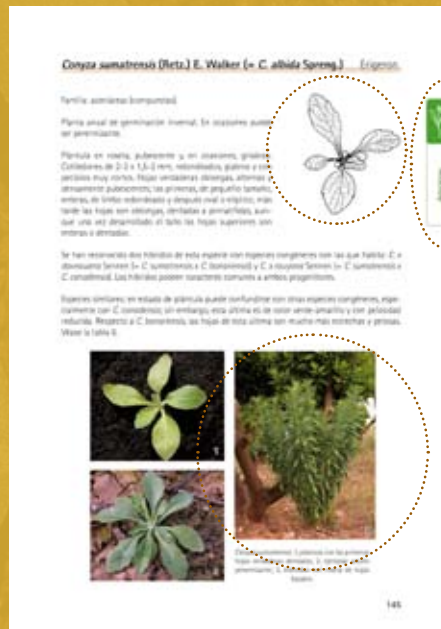 Conyza sumatrensis (Retz.) E. Walker (= C. albida Spreng.) Erigeron.
Familia: asteráceas (compuestas).
Planta anual de germinación invernal. En ocasiones puede
ser perennizante.
Plántula en roseta, pubescente y, en ocasiones, grisácea.
Cotiledones de 2-3 x 1,5-2 mm, redondeados, glabros y con
pecíolos muy cortos. Hojas verdaderas oblongas, alternas y
densamente pubescentes; las primeras, de pequeño tamaño,
enteras, de limbo redondeado y después oval o elíptico; más
tarde las hojas son oblongas, dentadas a pinnatífidas, aun-
que una vez desarrollado el tallo las hojas superiores son
enteras o dentadas.
Se han reconocido dos híbridos de esta especie con especies congéneres con las que habita: C. x
Sennen (= C. sumatrensis x C. bonariensis) y C. x rouyana Sennen (= C. sumatrensis x
C. canadensis). Los híbridos poseen caracteres comunes a ambos progenitores.
Especies similares: en estado de plántula puede confundirse con otras especies congéneres, espe-
cialmente con C. canadensis; sin embargo, esta última es de color verde-amarillo y con pilosidad
reducida. Respecto a C. bonariensis, las hojas de esta última son mucho más estrechas y pilosas.
Véase la tabla 6.
145